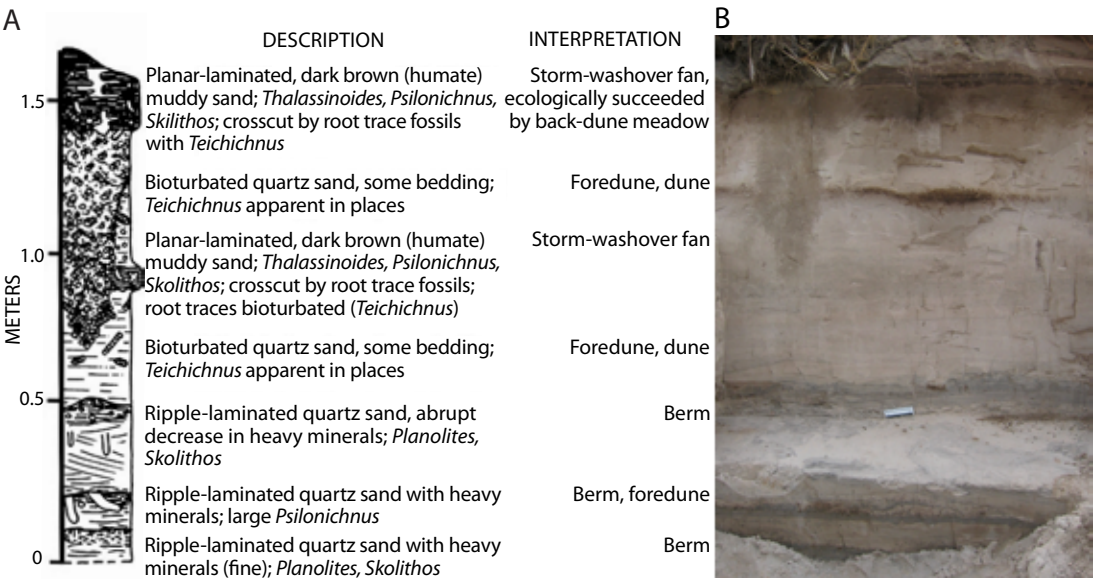 A
B
DESCRIPTION
INTERPRETATION
Planar-laminated, dark brown (humate)
muddy sand; Thalassinoides, Psilonichnus,
Skilithos; crosscut by root trace fossils
with Teichichnus
Storm-washover fan,
ecologically succeeded
by back-dune meadow
Bioturbated quartz sand, some bedding;
Teichichnus apparent in places
Foredune, dune
Planar-laminated, dark brown (humate)
muddy sand; Thalassinoides, Psilonichnus,
Skolithos; crosscut by root trace fossils;
root traces bioturbated (Teichichnus)
Storm-washover fan
Bioturbated quartz sand, some bedding;
Teichichnus apparent in places
Foredune, dune
Ripple-laminated quartz sand, abrupt
decrease in heavy minerals; Planolites,
Skolithos
Berm
Ripple-laminated quartz sand with heavy
minerals; large Psilonichnus
Berm, foredune
Ripple-laminated quartz sand with heavy
minerals (fine); Planolites, Skolithos
Berm
1.5
1.0
0.5
0
METERS